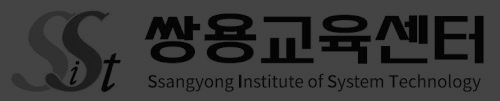 SiSt
쌍용교육센터
Ssangyong Institute of System Technology